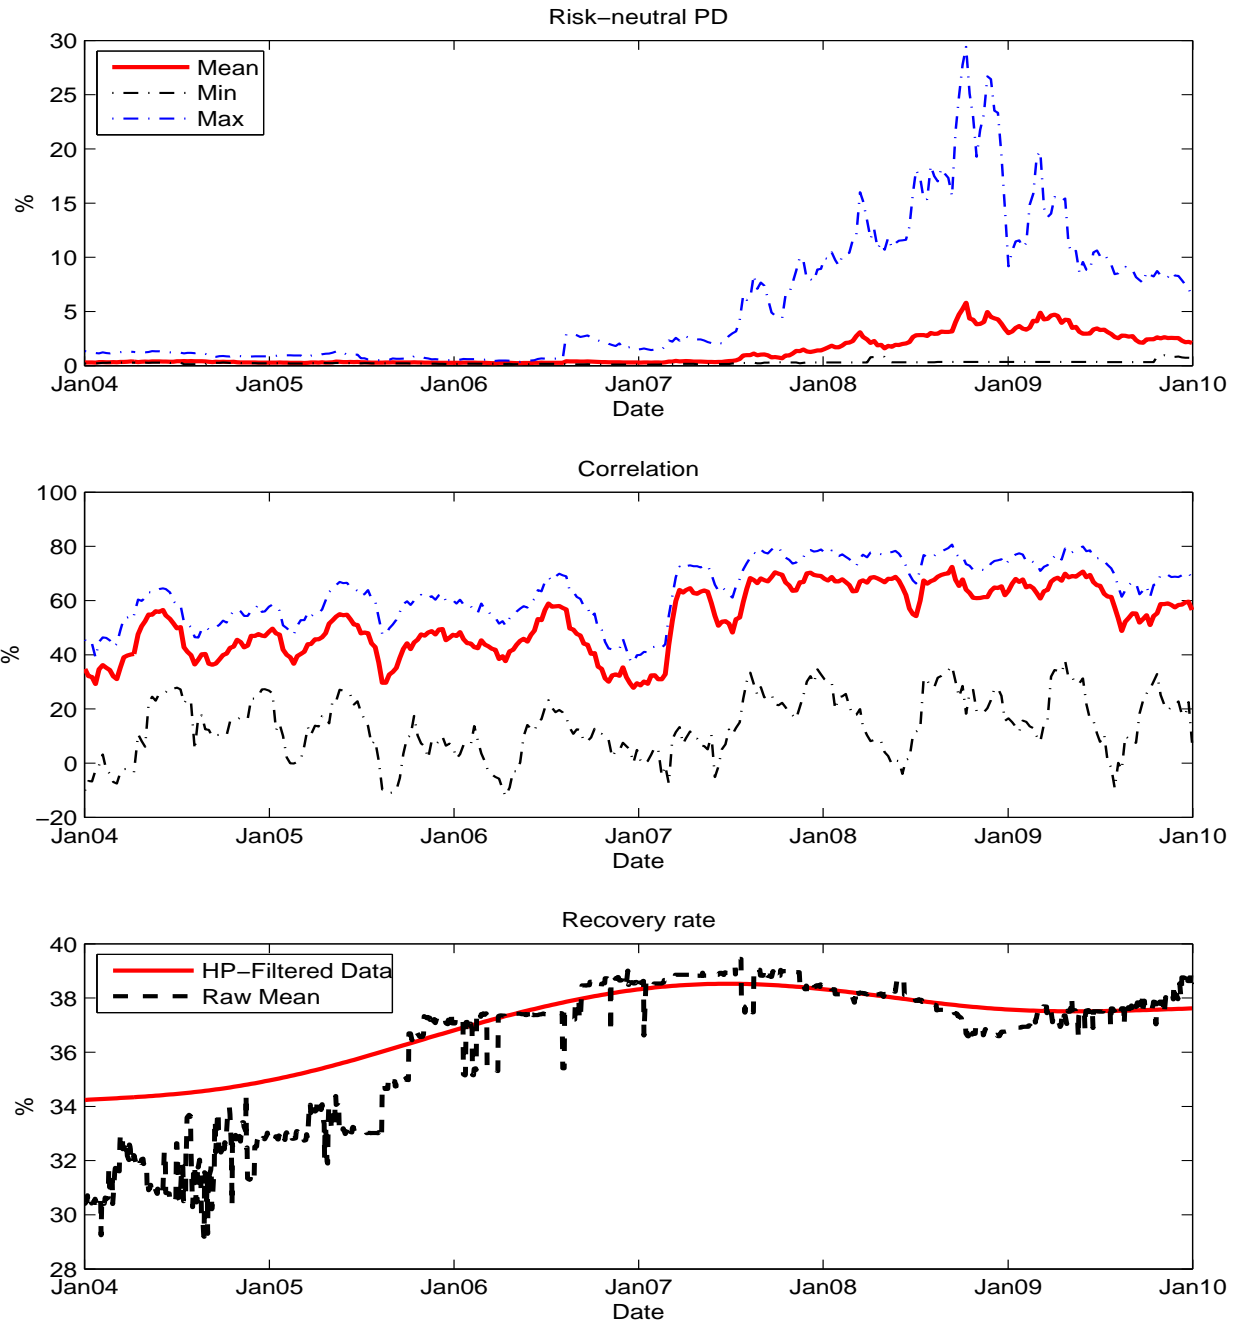 Risk−neutral PD
30
25
20
15
10
5
0
%
Mean
Min
Max
Jan04 Jan05 Jan06 Jan07 Jan08 Jan09 Jan10
Date
Correlation
100
80
60
40
20
0
−20
%
Jan04 Jan05 Jan06 Jan07 Jan08 Jan09 Jan10
Date
Recovery rate
40
38
36
34
32
30
28
%
HP−Filtered Data
Raw Mean
Jan04 Jan05 Jan06 Jan07 Jan08 Jan09 Jan10
Date